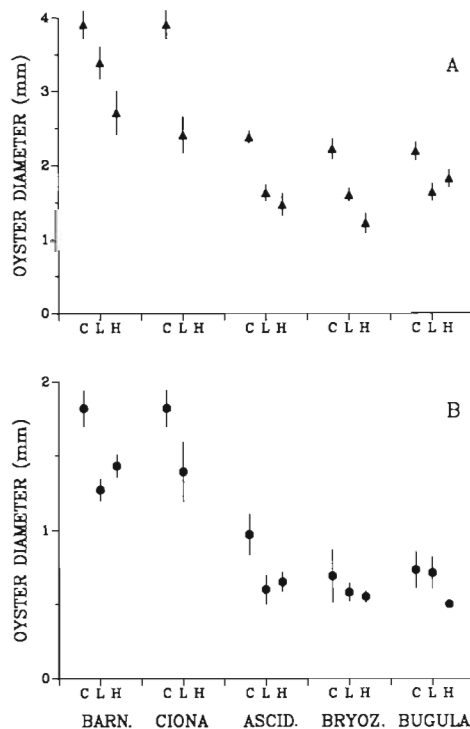 4
A
3
OYSTER DIAMETER (mm)
2
1
0
C L H C L H C L H C L H C L H
2
B
OYSTER DIAMETER (mm)
1
0
C L H C L H C L H C L H C L H
BARN. CIONA ASCID. BRYOZ. BUGULA